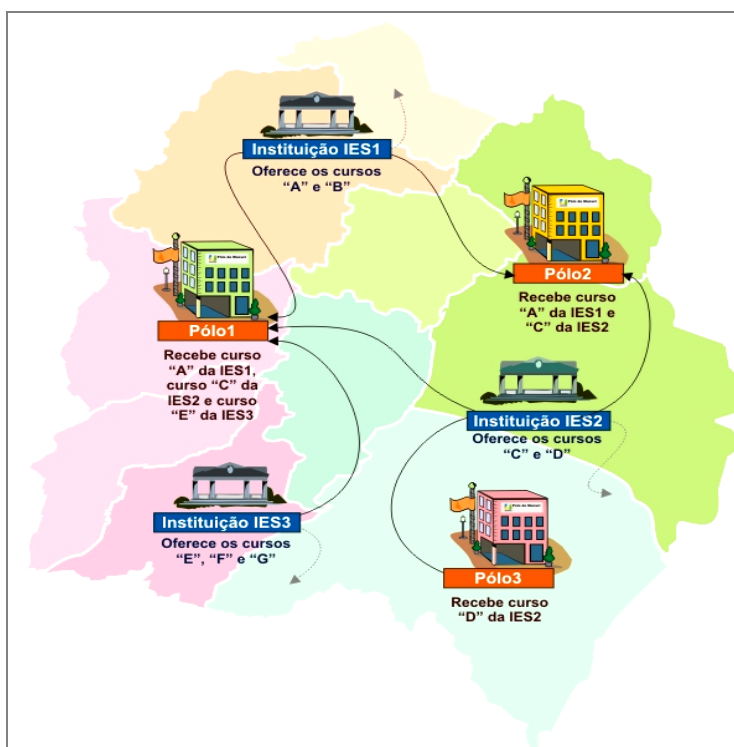 Instituição IES1
Oferece os cursos
“A” e “B”
Pólo2
Recebe curso
“A” da IES1 e
“C” da IES2
Pólo1
Recebe curso
“A” da IES1,
curso “C” da
IES2 e curso
“E” da IES3
Instituição IES2
Oferece os cursos
“C” e “D”
Instituição IES3
Oferece os cursos
“E”, “F” e “G”
Pólo3
Recebe curso
“D” da IES2